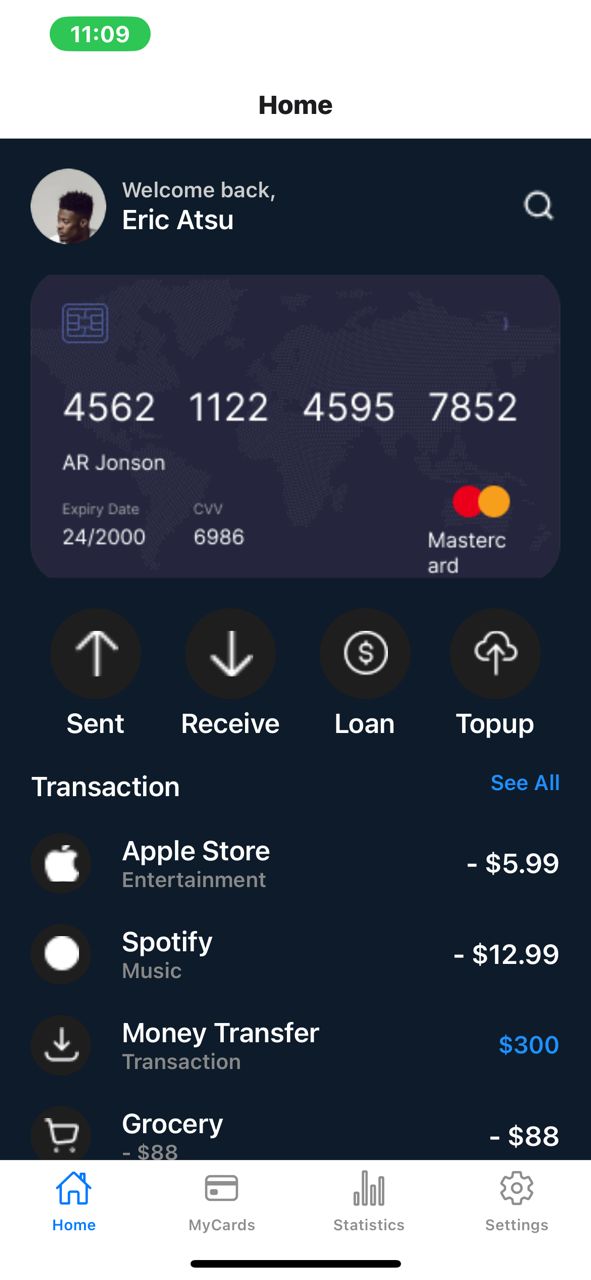 11:09
Home
Welcome back,
Eric Atsu
4562 1122 4595 7852
AR Jonson
Expiry Date CVV
24/2000 6986
Masterc
ard
Sent Receive Loan Topup
Transaction See All
Apple Store
Entertainment
- $5.99
Spotify
Music
- $12.99
Money Transfer
Transaction
$300
Grocery
- $88
- $88
Home MyCards Statistics Settings